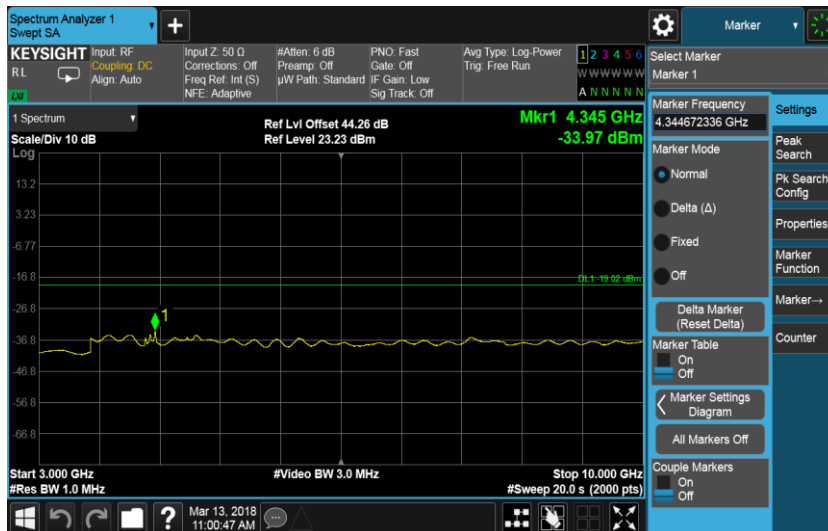 Spectrum Analyzer 1
Swept SA
+
Marker
KEYSIGHT
RL
LXI
Input: RF
Coupling: DC
Align: Auto
Input Z: 50 Ω
Corrections: Off
Freq Ref: Int (S)
NFE: Adaptive
#Atten: 6 dB
Preamp: Off
µW Path: Standard
PNO: Fast
Gate: Off
IF Gain: Low
Sig Track: Off
Avg Type: Log-Power
Trig: Free Run
1 2 3 4 5 6
W W W W W W
A N N N N N
Select Marker
Marker 1
1 Spectrum
Scale/Div 10 dB
Log
Ref Lvl Offset 44.26 dB
Ref Level 23.23 dBm
Mkr1 4.345 GHz
-33.97 dBm
13.2
3.23
-6.77
-16.8
-26.8
-36.8
-46.8
-56.8
-66.8
DL1 -19.02 dBm
1
Start 3.000 GHz
#Res BW 1.0 MHz
#Video BW 3.0 MHz
Stop 10.000 GHz
#Sweep 20.0 s (2000 pts)
Marker Frequency
4.344672336 GHz
Marker Mode
Normal
Delta (Δ)
Fixed
Off
Delta Marker
(Reset Delta)
Marker Table
On
Off
Marker Settings
Diagram
All Markers Off
Couple Markers
On
Off
Settings
Peak
Search
Pk Search
Config
Properties
Marker
Function
Marker→
Counter
?
Mar 13, 2018
11:00:47 AM